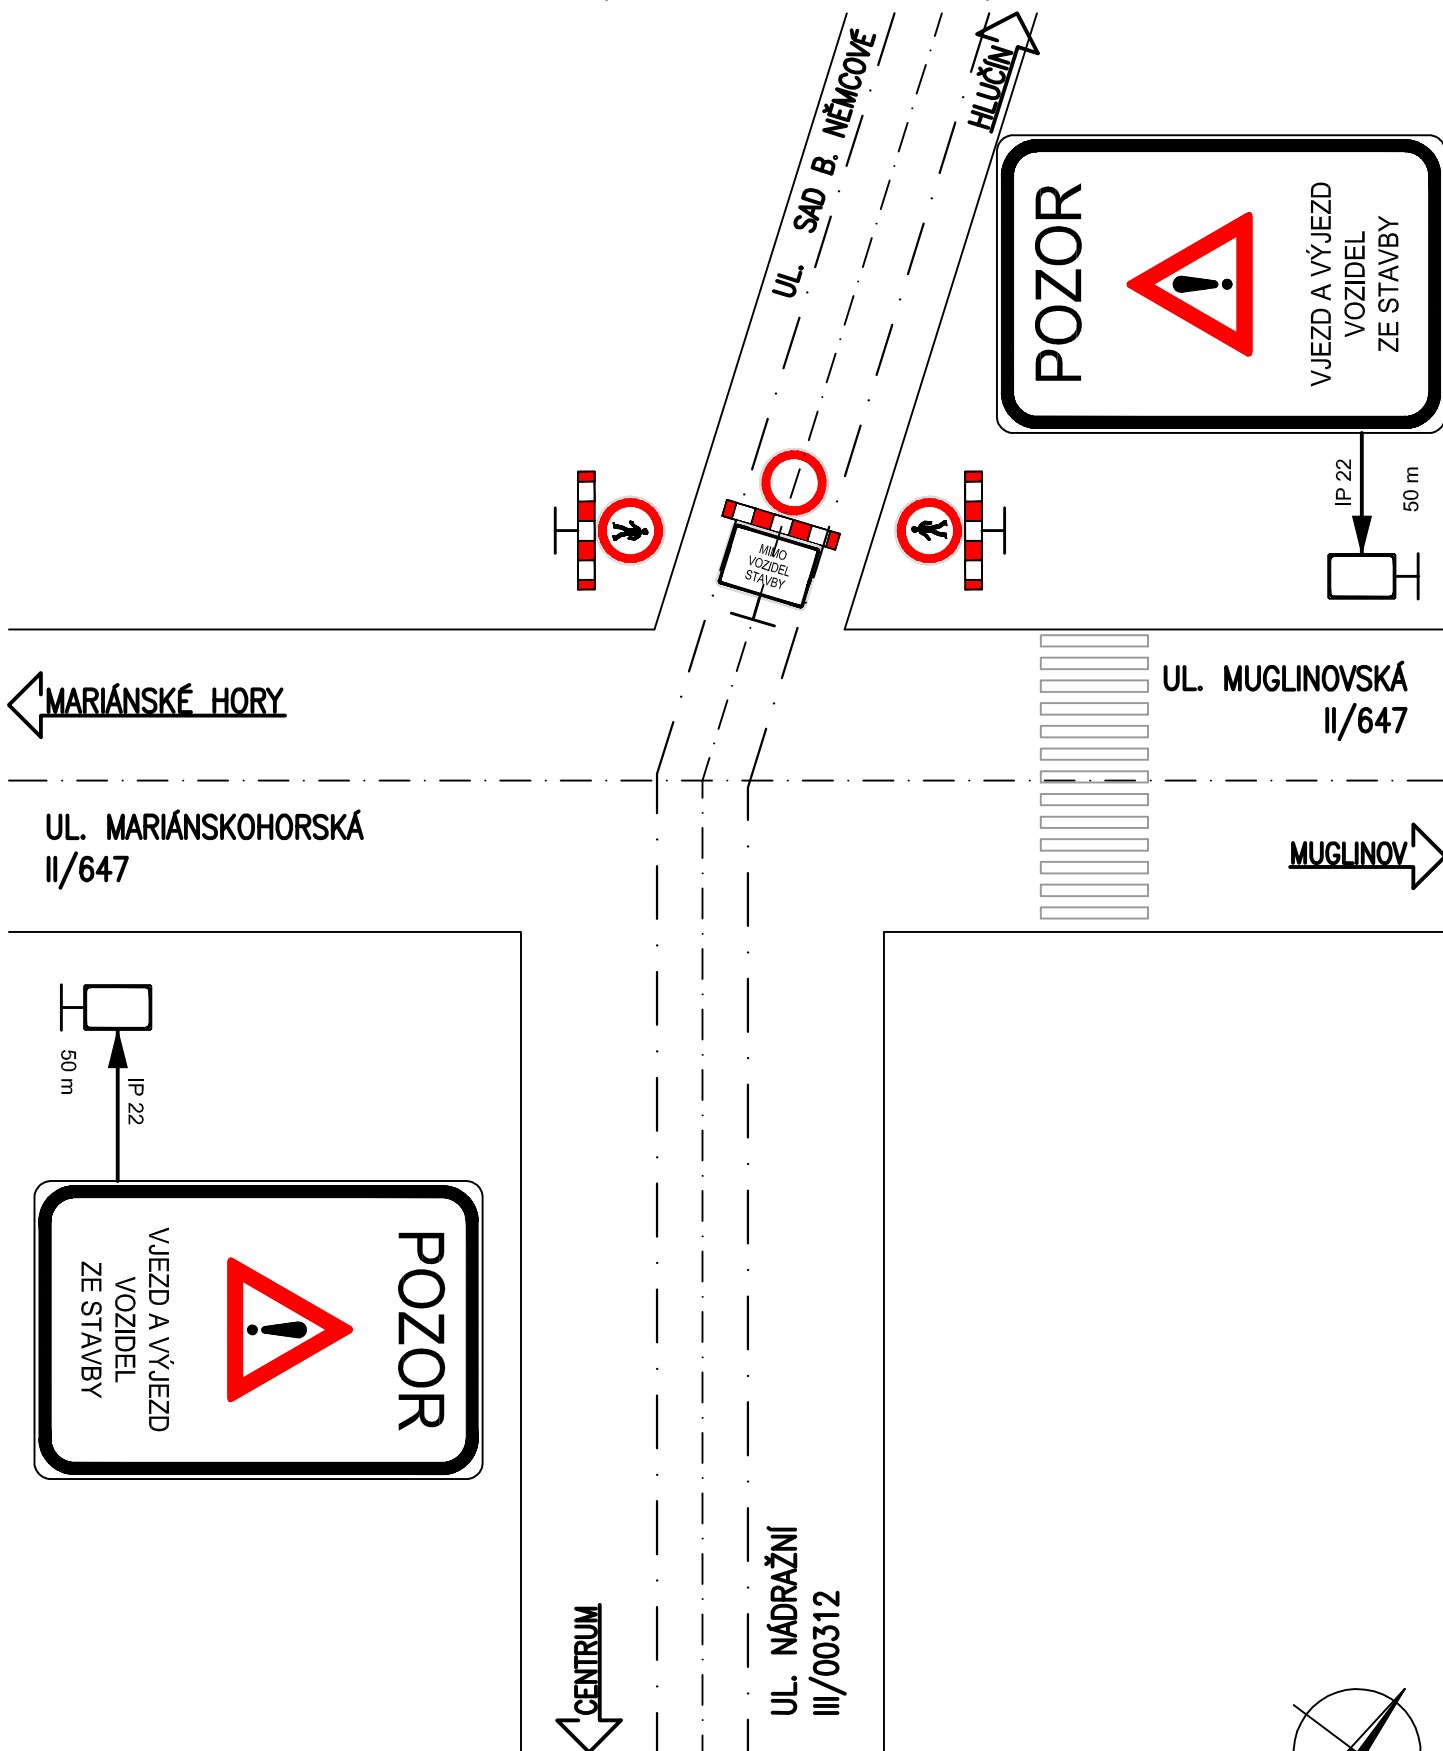 UL. SAD B. NĚMCOVÉ
HLUČÍN
POZOR
VJEZD A VÝJEZD
VOZIDEL
ZE STAVBY
IP 22
50 m
MIMO
VOZIDEL
STAVBY
MARIÁNSKÉ HORY
UL. MUGLINOVSKÁ
II/647
UL. MARIÁNSKOHORSKÁ
II/647
MUGLINOV
50 m
IP 22
POZOR
VJEZD A VÝJEZD
VOZIDEL
ZE STAVBY
CENTRUM
UL. NÁDRAŽNÍ
III/00312